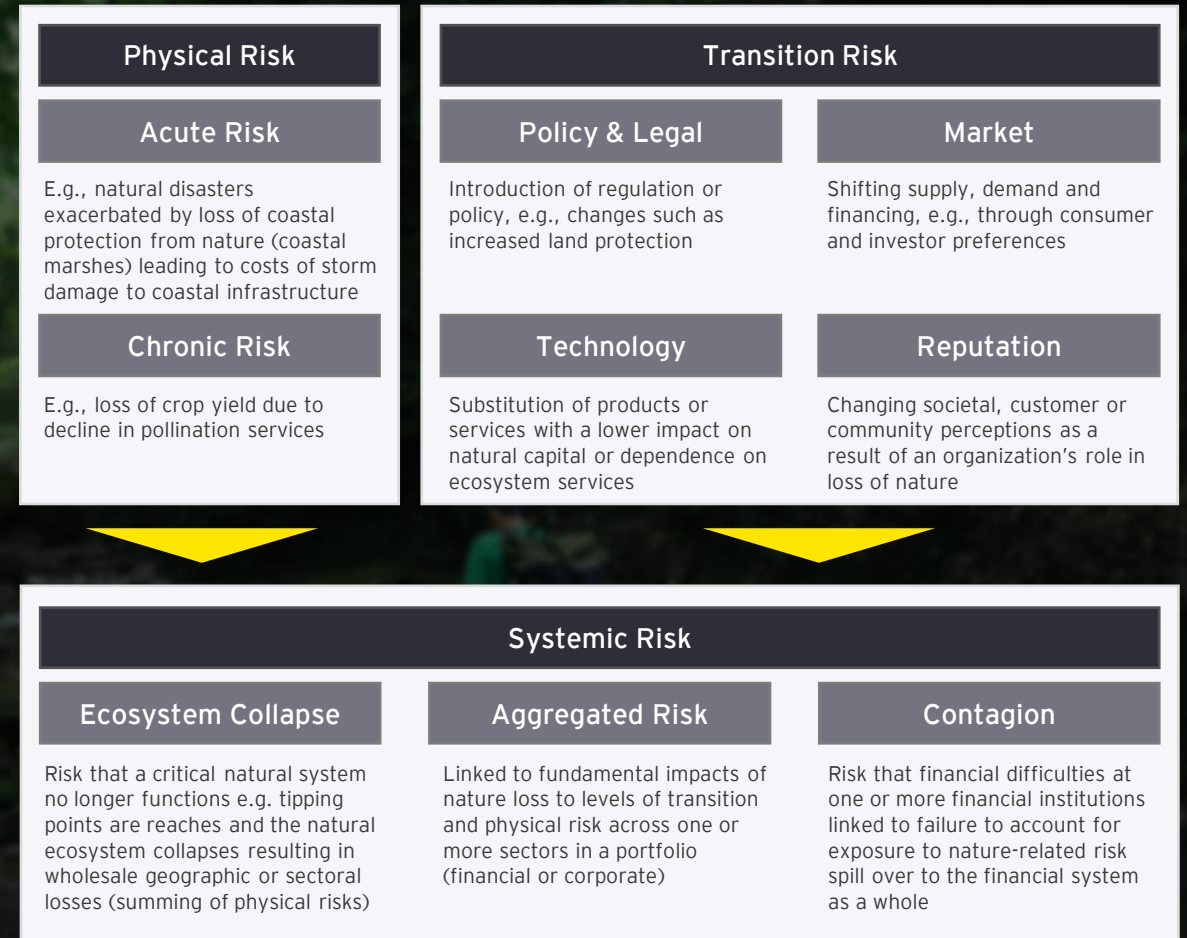 Physical Risk
Acute Risk
E.g., natural disasters
exacerbated by loss of coastal
protection from nature (coastal
marshes) leading to costs of storm
damage to coastal infrastructure
Chronic Risk
E.g., loss of crop yield due to
decline in pollination services
Transition Risk
Policy & Legal
Introduction of regulation or
policy, e.g., changes such as
increased land protection
Market
Shifting supply, demand and
financing, e.g., through consumer
and investor preferences
Technology
Substitution of products or
services with a lower impact on
natural capital or dependence on
ecosystem services
Reputation
Changing societal, customer or
community perceptions as a
result of an organization's role in
loss of nature
Systemic Risk
Ecosystem Collapse
Risk that a critical natural system
no longer functions e.g. tipping
points are reaches and the natural
ecosystem collapses resulting in
wholesale geographic or sectoral
losses (summing of physical risks)
Aggregated Risk
Linked to fundamental impacts of
nature loss to levels of transition
and physical risk across one or
more sectors in a portfolio
(financial or corporate)
Contagion
Risk that financial difficulties at
one or more financial institutions
linked to failure to account for
exposure to nature-related risk
spill over to the financial system
as a whole